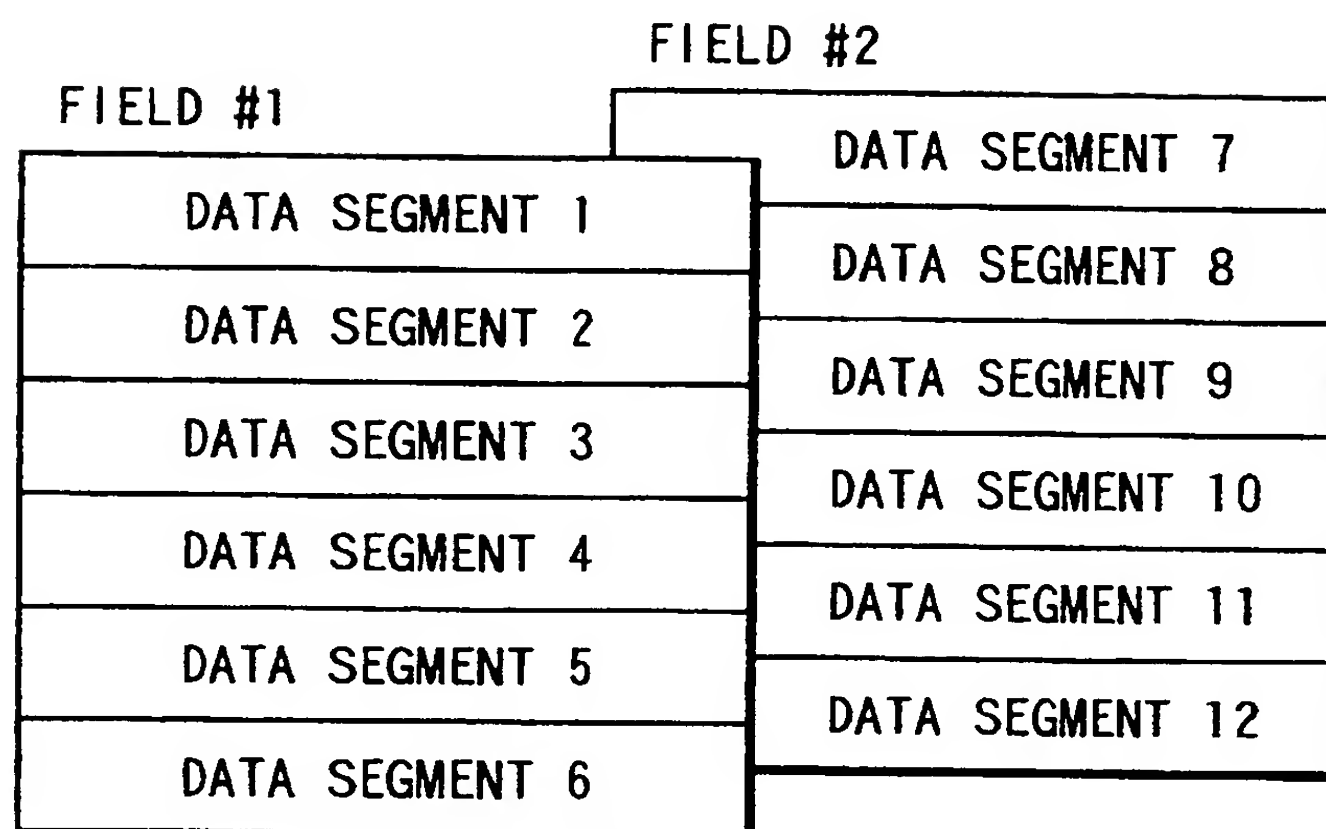 FIELD #1
DATA SEGMENT 1
DATA SEGMENT 2
DATA SEGMENT 3
DATA SEGMENT 4
DATA SEGMENT 5
DATA SEGMENT 6
FIELD #2
DATA SEGMENT 7
DATA SEGMENT 8
DATA SEGMENT 9
DATA SEGMENT 10
DATA SEGMENT 11
DATA SEGMENT 12